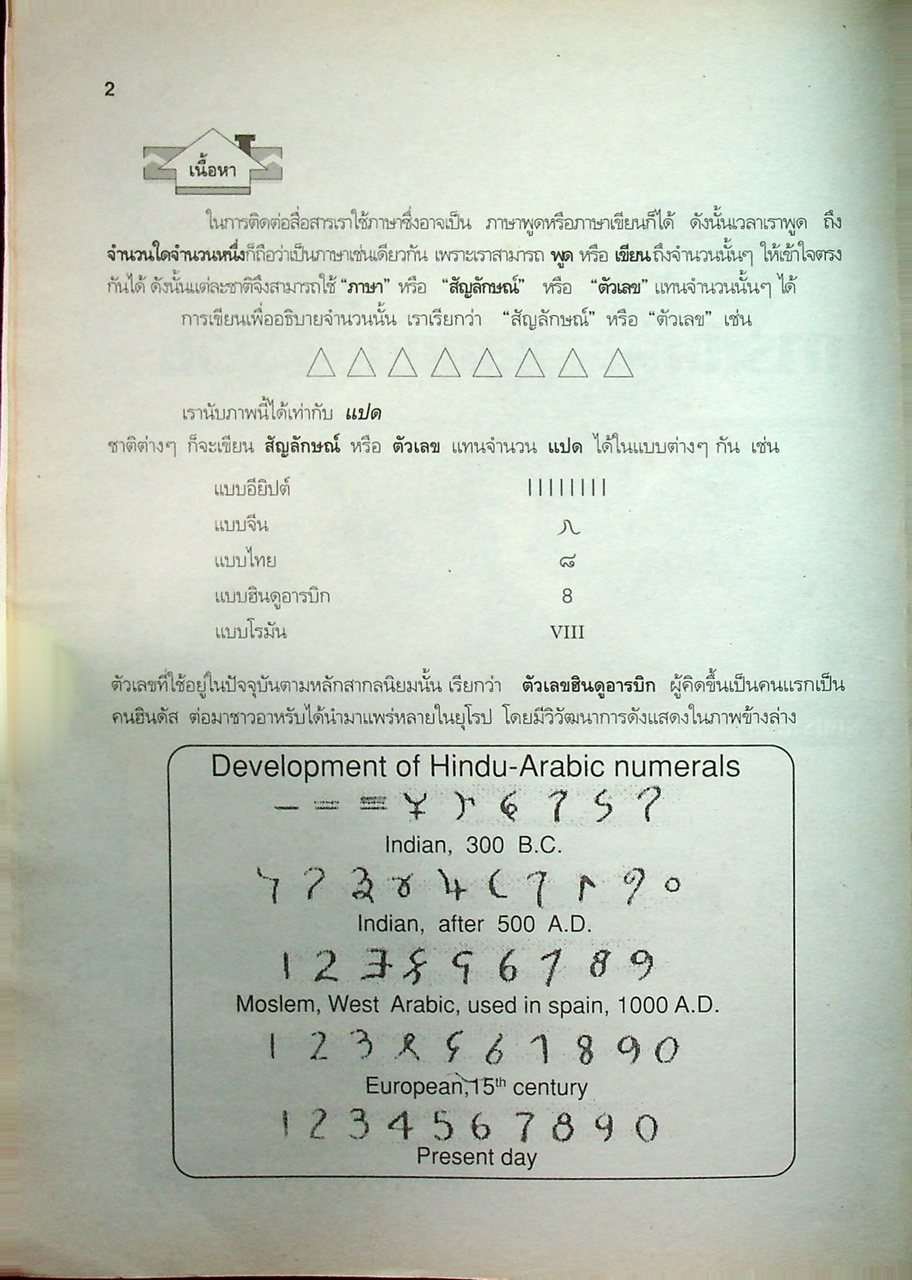 2
เนื้อหา
ในการติดต่อสื่อสารเราใช้ภาษาซึ่งอาจเป็น ภาษาพูดหรือภาษาเขียนก็ได้ ดังนั้นเวลาเราพูด ถึง
จำนวนใดจำนวนหนึ่งก็ถือว่าเป็นภาษาเช่นเดียวกัน เพราะเราสามารถ พูด หรือ เขียน ถึงจำนวนนั้นๆ ให้เข้าใจตรง
กันได้ ดังนั้นแต่ละชาติจึงสามารถใช้ “ภาษา” หรือ “สัญลักษณ์” หรือ “ตัวเลข” แทนจำนวนนั้นๆ ได้
การเขียนเพื่ออธิบายจำนวนนั้น เราเรียกว่า “สัญลักษณ์” หรือ “ตัวเลข” เช่น
เรานับภาพนี้ได้เท่ากับ แปด
ชาติต่างๆ ก็จะเขียน สัญลักษณ์ หรือ ตัวเลข แทนจำนวน แปด ได้ในแบบต่างๆ กัน เช่น
แบบอียิปต์ ||||||||
แบบจีน 八
แบบไทย ๘
แบบฮินดูอารบิก 8
แบบโรมัน VIII
ตัวเลขที่ใช้อยู่ในปัจจุบันตามหลักสากลนิยมนั้น เรียกว่า ตัวเลขฮินดูอารบิก ผู้คิดขึ้นเป็นคนแรกเป็น
คนฮินดัส ต่อมาชาวอาหรับได้นำมาแพร่หลายในยุโรป โดยมีวิวัฒนาการดังแสดงในภาพข้างล่าง
Development of Hindu-Arabic numerals
Indian, 300 B.C.
Indian, after 500 A.D.
Moslem, West Arabic, used in spain, 1000 A.D.
European, 15th century
1 2 3 4 5 6 7 8 9 0
Present day